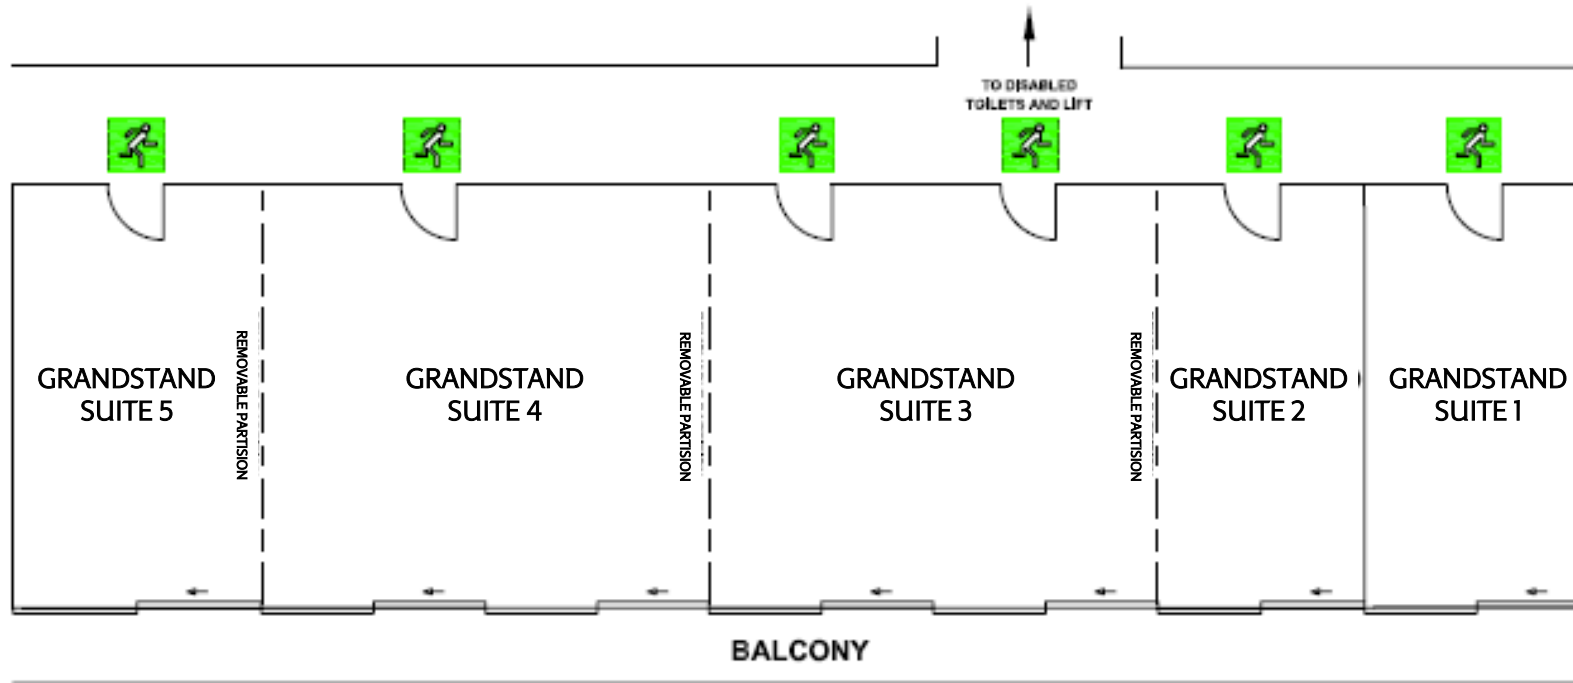 TO DISABLED
TOILETS AND LIFT
GRANDSTAND
SUITE 5
REMOVABLE PARTISION
GRANDSTAND
SUITE 4
REMOVABLE PARTISION
GRANDSTAND
SUITE 3
REMOVABLE PARTISION
GRANDSTAND
SUITE 2
GRANDSTAND
SUITE 1
BALCONY